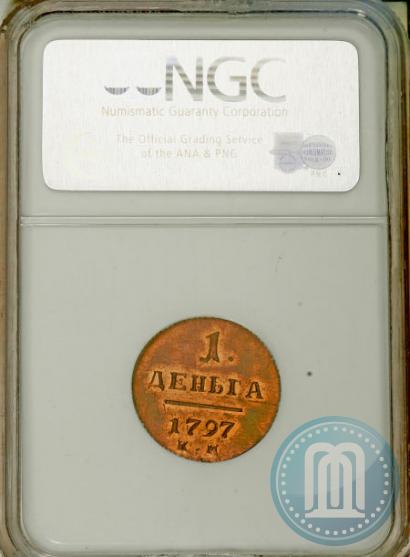 NGC
Numismatic Guaranty Corporation
The Official Grading Service
of the ANA & PNG
1.
ДЕНЬГА
1797
К·М